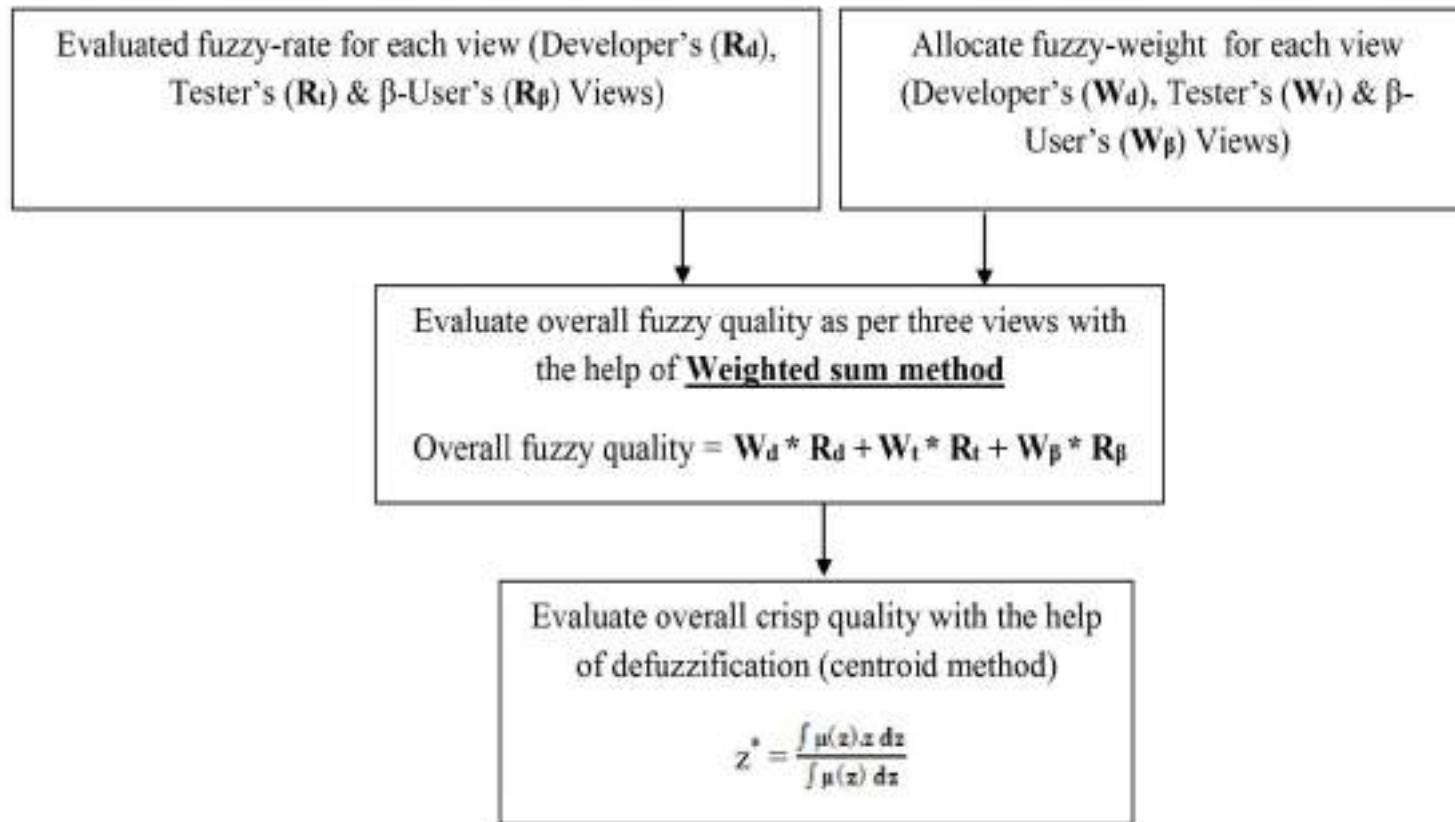 Evaluated fuzzy-rate for each view (Developer's (Rd),
Tester's (Rt) & β-User's (Rβ) Views)
Allocate fuzzy-weight for each view
(Developer's (Wd), Tester's (Wt) & β-
User's (Wβ) Views)
Evaluate overall fuzzy quality as per three views with
the help of Weighted sum method
Overall fuzzy quality = Wd * Rd + Wt * Rt + Wβ * Rβ
Evaluate overall crisp quality with the help
of defuzzification (centroid method)
z* = ∫ μ(z).z dz / ∫ μ(z) dz